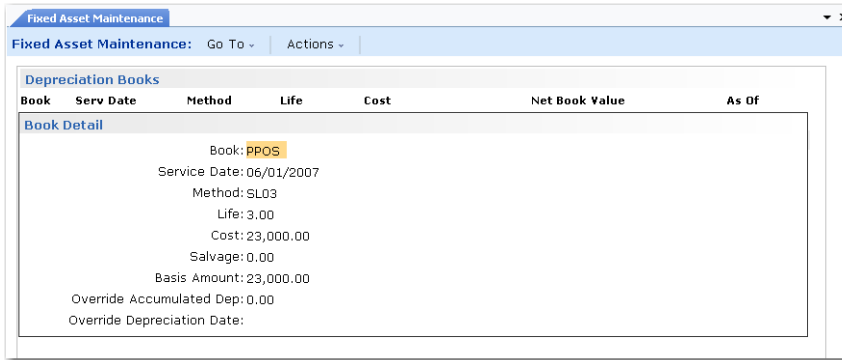 Fixed Asset Maintenance
Fixed Asset Maintenance: Go To Actions
Depreciation Books
Book Serv Date Method Life Cost Net Book Value As Of
Book Detail
Book: PPOS
Service Date: 06/01/2007
Method: SL03
Life: 3.00
Cost: 23,000.00
Salvage: 0.00
Basis Amount: 23,000.00
Override Accumulated Dep: 0.00
Override Depreciation Date: